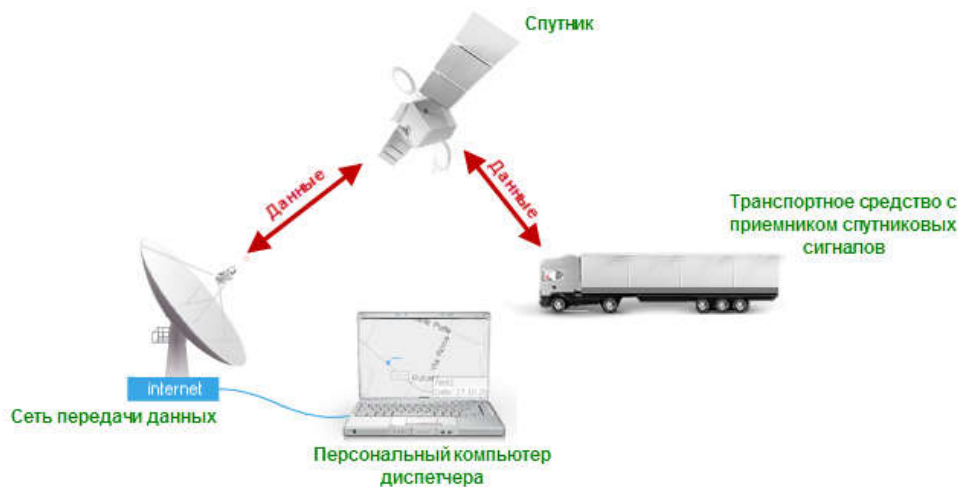 Спутник
Данные
Данные
Транспортное средство с
приемником спутниковых
сигналов
internet
Сеть передачи данных
Персональный компьютер
диспетчера